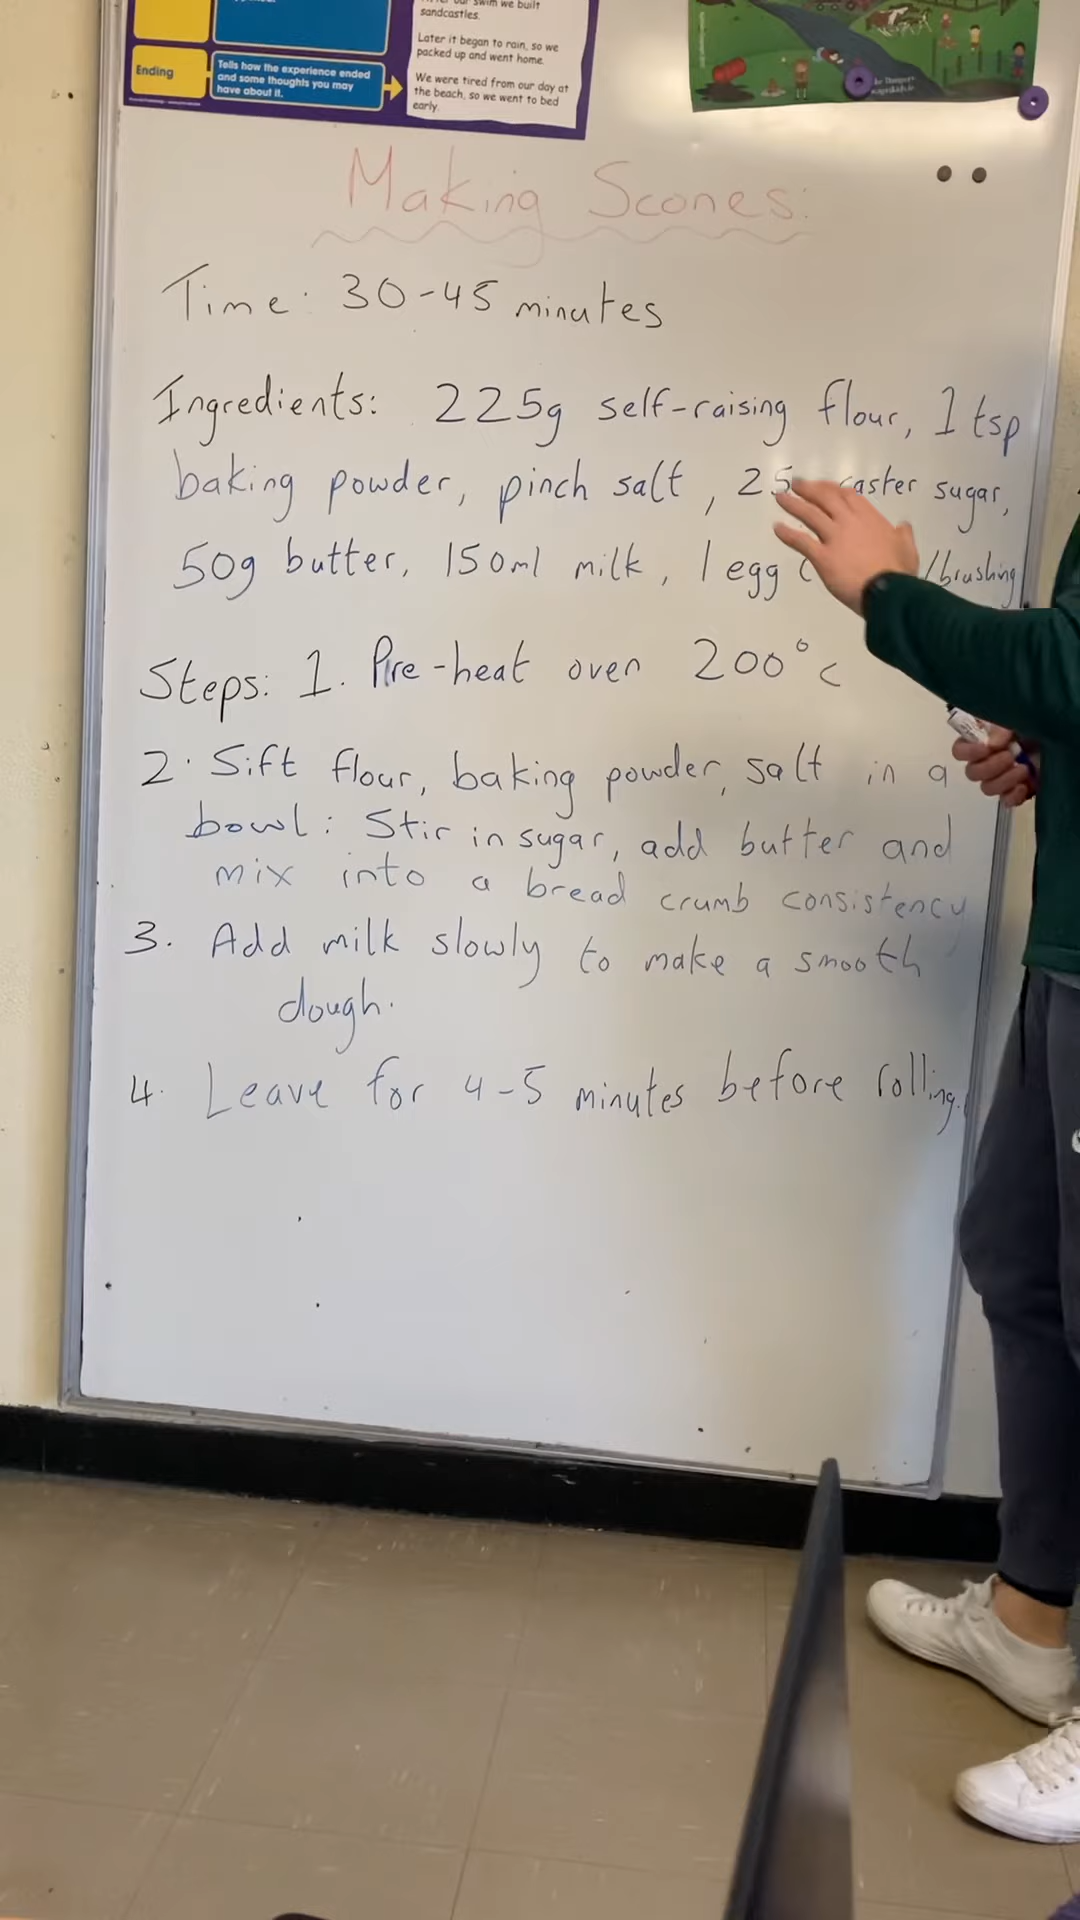 our swim we built
sandcastles.
Later it began to rain, so we
packed up and went home.
We were tired from our day at
the beach, so we went to bed
early.
Ending
Tells how the experience ended
and some thoughts you may
have about it.
Making Scones:
Time: 30-45 minutes
Ingredients: 225g self-raising flour, 1 tsp
baking powder, pinch salt, 25 caster sugar,
50g butter, 150ml milk, 1 egg ( /brushing
Steps: 1. Pre-heat oven 200°c
2. Sift flour, baking powder, salt in a
bowl: Stir in sugar, add butter and
mix into a bread crumb consistency
3. Add milk slowly to make a smooth
dough.
4. Leave for 4-5 minutes before rolling.